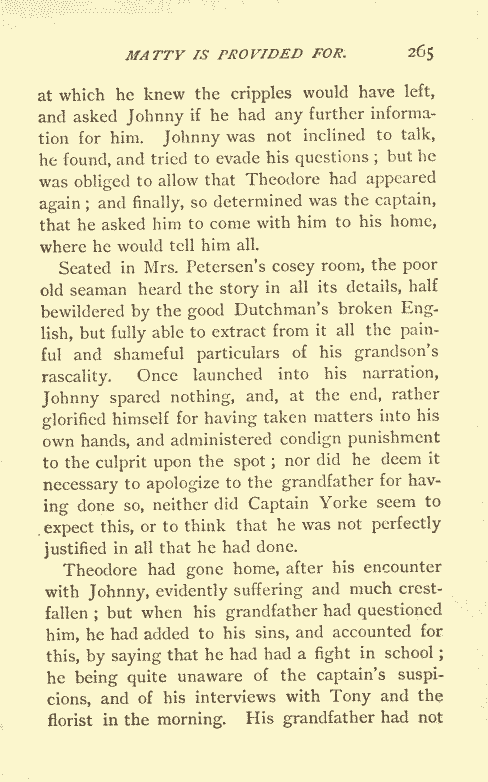 MATTY IS PROVIDED FOR. 265
at which he knew the cripples would have left,
and asked Johnny if he had any further informa-
tion for him. Johnny was not inclined to talk,
he found, and tried to evade his questions ; but he
was obliged to allow that Theodore had appeared
again ; and finally, so determined was the captain,
that he asked him to come with him to his home,
where he would tell him all.
Seated in Mrs. Petersen's cosey room, the poor
old seaman heard the story in all its details, half
bewildered by the good Dutchman's broken Eng-
lish, but fully able to extract from it all the pain-
ful and shameful particulars of his grandson's
rascality. Once launched into his narration,
Johnny spared nothing, and, at the end, rather
glorified himself for having taken matters into his
own hands, and administered condign punishment
to the culprit upon the spot ; nor did he deem it
necessary to apologize to the grandfather for hav-
ing done so, neither did Captain Yorke seem to
expect this, or to think that he was not perfectly
justified in all that he had done.
Theodore had gone home, after his encounter
with Johnny, evidently suffering and much crest-
fallen ; but when his grandfather had questioned
him, he had added to his sins, and accounted for
this, by saying that he had had a fight in school ;
he being quite unaware of the captain's suspi-
cions, and of his interviews with Tony and the
florist in the morning. His grandfather had not